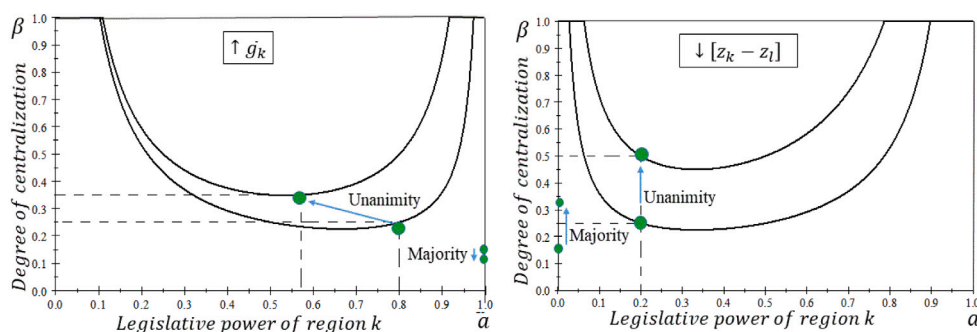 β
Degree of centralization
1.0
0.9
0.8
0.7
0.6
0.5
0.4
0.3
0.2
0.1
0.0
↑ g_k
Unanimity
Majority
0.0 0.1 0.2 0.3 0.4 0.5 0.6 0.7 0.8 0.9 1.0
Legislative power of region k
a
β
Degree of centralization
1.0
0.9
0.8
0.7
0.6
0.5
0.4
0.3
0.2
0.1
0.0
↓ [z_k − z_l]
Unanimity
Majority
0.0 0.1 0.2 0.3 0.4 0.5 0.6 0.7 0.8 0.9 1.0
Legislative power of region k
a